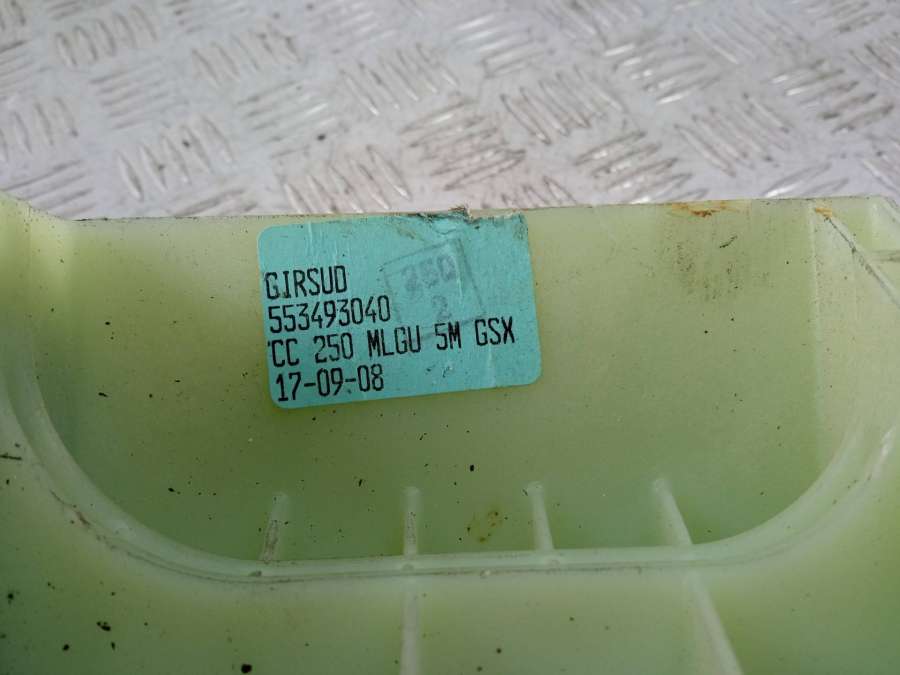 GIRSUD
553493040
CC 250 MLGU 5M GSX
17-09-08
250
2